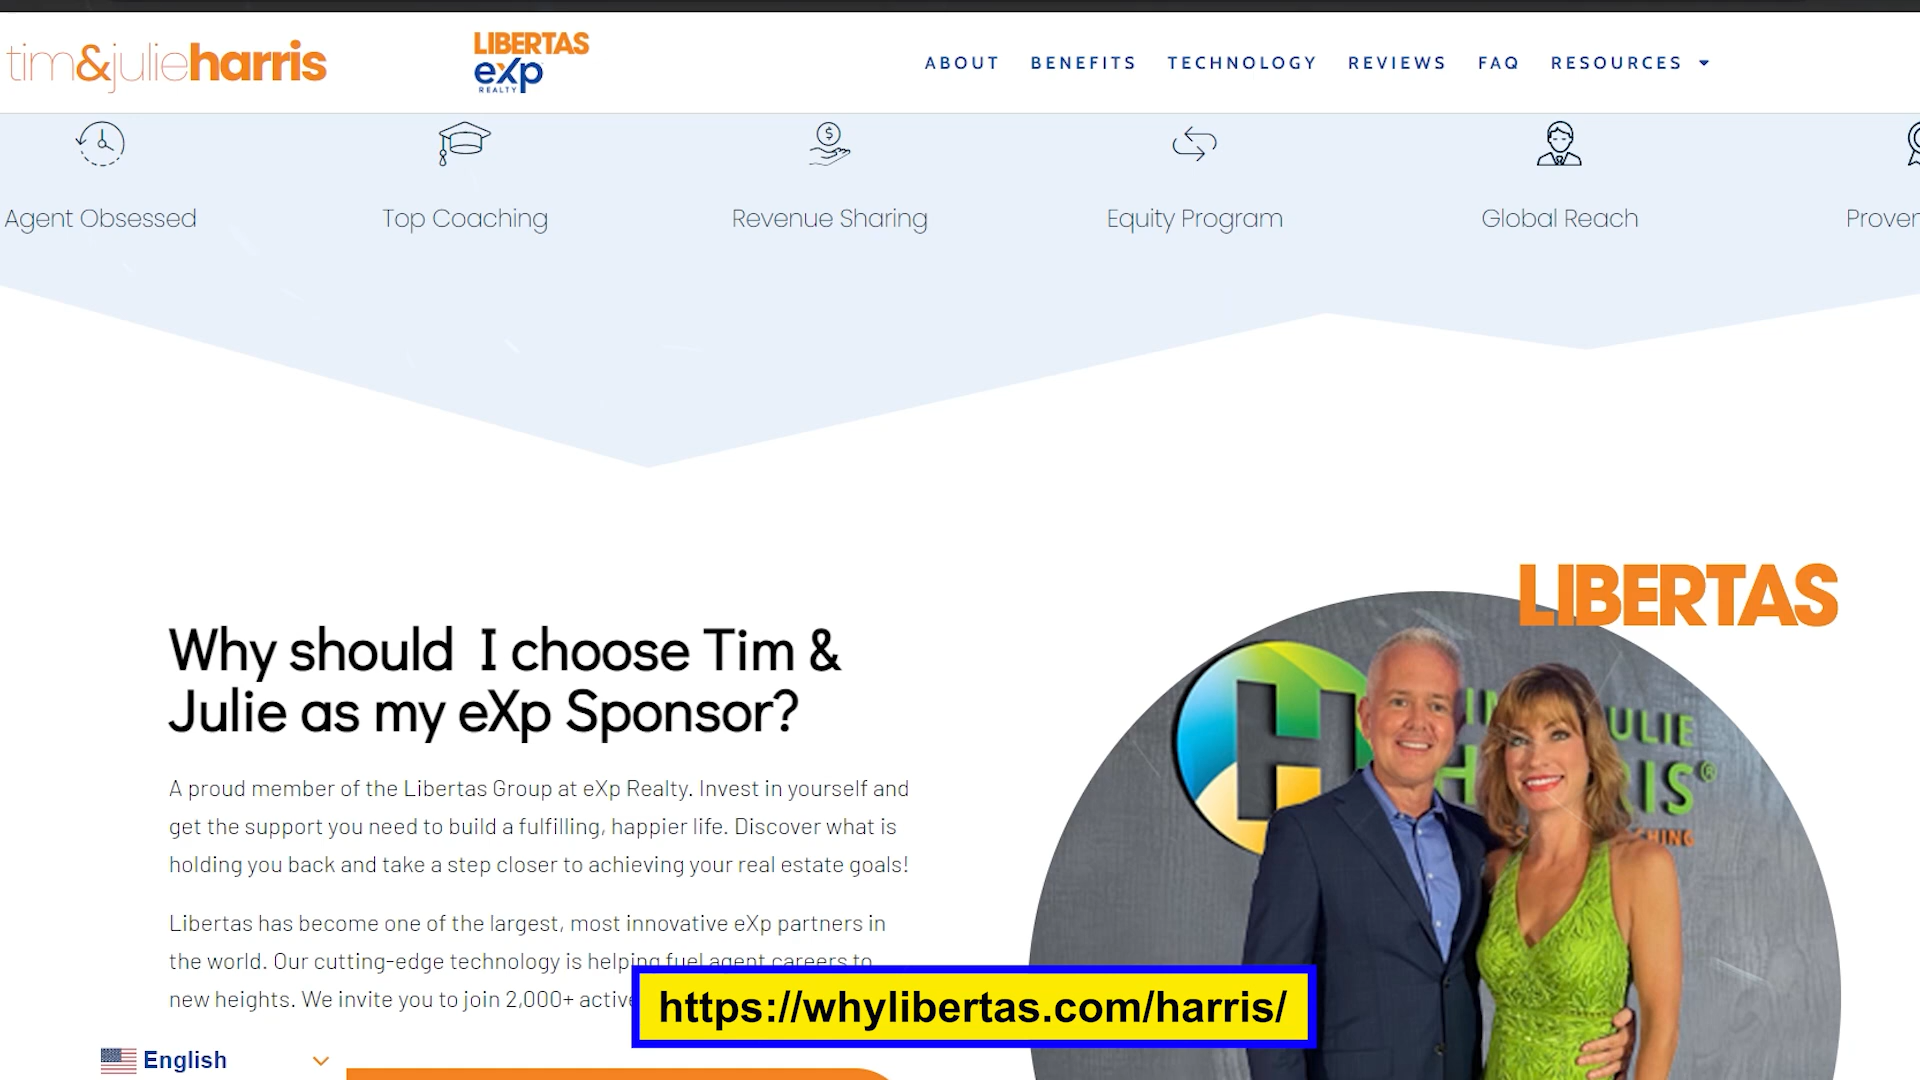 tim&julieharris
LIBERTAS
eXp
REALTY
ABOUT BENEFITS TECHNOLOGY REVIEWS FAQ RESOURCES
Agent Obsessed Top Coaching Revenue Sharing Equity Program Global Reach
LIBERTAS
Why should I choose Tim &
Julie as my eXp Sponsor?
A proud member of the Libertas Group at eXp Realty. Invest in yourself and
get the support you need to build a fulfilling, happier life. Discover what is
holding you back and take a step closer to achieving your real estate goals!
Libertas has become one of the largest, most innovative eXp partners in
the world. Our cutting-edge technology is helping fuel agent careers to
new heights. We invite you to join 2,000+
https://whylibertas.com/harris/
English